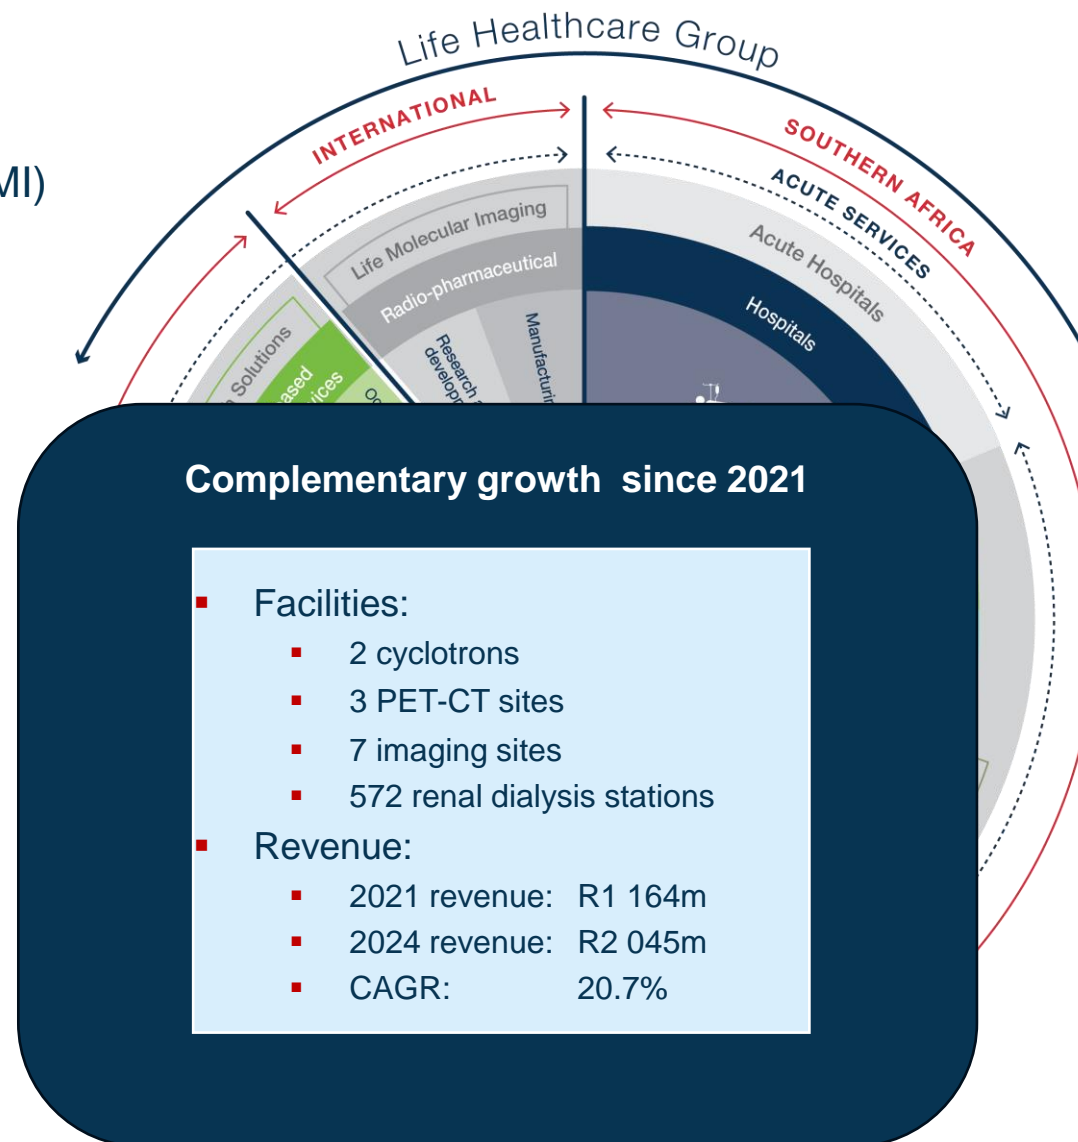 Life Healthcare Group
INTERNATIONAL
SOUTHERN AFRICA
MI)
ACUTE SERVICES
Life Molecular Imaging
Acute Hospitals
Radio-pharmaceutical
Hospitals
Research
Manufacturing
Solutions
Complementary growth since 2021
▪ Facilities:
▪ 2 cyclotrons
▪ 3 PET-CT sites
▪ 7 imaging sites
▪ 572 renal dialysis stations
▪ Revenue:
▪ 2021 revenue: R1 164m
▪ 2024 revenue: R2 045m
▪ CAGR: 20.7%